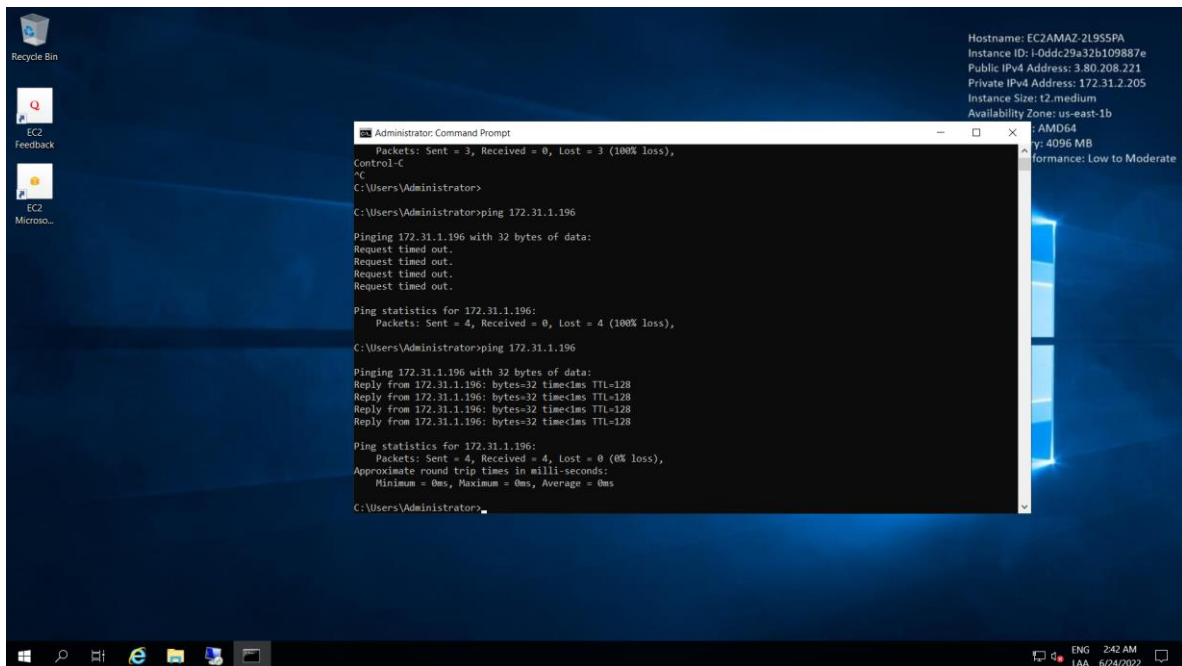 Recycle Bin
EC2
Feedback
EC2
Microso...
Hostname: EC2AMAZ-2L9S5PA
Instance ID: i-0ddc29a32b109887e
Public IPv4 Address: 3.80.208.221
Private IPv4 Address: 172.31.2.205
Instance Size: t2.medium
Availability Zone: us-east-1b
: AMD64
ry: 4096 MB
formance: Low to Moderate
Administrator: Command Prompt
Packets: Sent = 3, Received = 0, Lost = 3 (100% loss),
Control-C
^C
C:\Users\Administrator>
C:\Users\Administrator>ping 172.31.1.196
Pinging 172.31.1.196 with 32 bytes of data:
Request timed out.
Request timed out.
Request timed out.
Request timed out.
Ping statistics for 172.31.1.196:
Packets: Sent = 4, Received = 0, Lost = 4 (100% loss),
C:\Users\Administrator>ping 172.31.1.196
Pinging 172.31.1.196 with 32 bytes of data:
Reply from 172.31.1.196: bytes=32 time<1ms TTL=128
Reply from 172.31.1.196: bytes=32 time<1ms TTL=128
Reply from 172.31.1.196: bytes=32 time<1ms TTL=128
Reply from 172.31.1.196: bytes=32 time<1ms TTL=128
Ping statistics for 172.31.1.196:
Packets: Sent = 4, Received = 4, Lost = 0 (0% loss),
Approximate round trip times in milli-seconds:
Minimum = 0ms, Maximum = 0ms, Average = 0ms
C:\Users\Administrator>
ENG 2:42 AM
LAA 6/24/2022